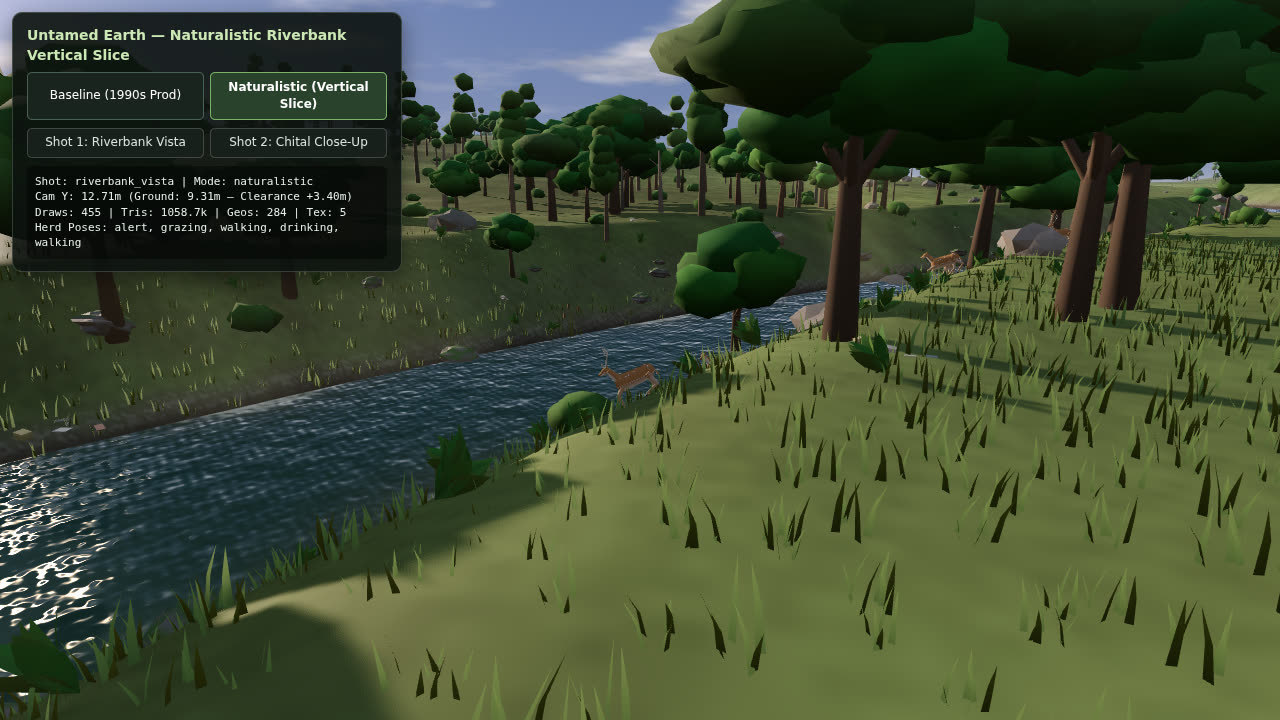 Untamed Earth — Naturalistic Riverbank
Vertical Slice
Baseline (1990s Prod)
Naturalistic (Vertical
Slice)
Shot 1: Riverbank Vista
Shot 2: Chital Close-Up
Shot: riverbank_vista | Mode: naturalistic
Cam Y: 12.71m (Ground: 9.31m — Clearance +3.40m)
Draws: 455 | Tris: 1058.7k | Geos: 284 | Tex: 5
Herd Poses: alert, grazing, walking, drinking,
walking